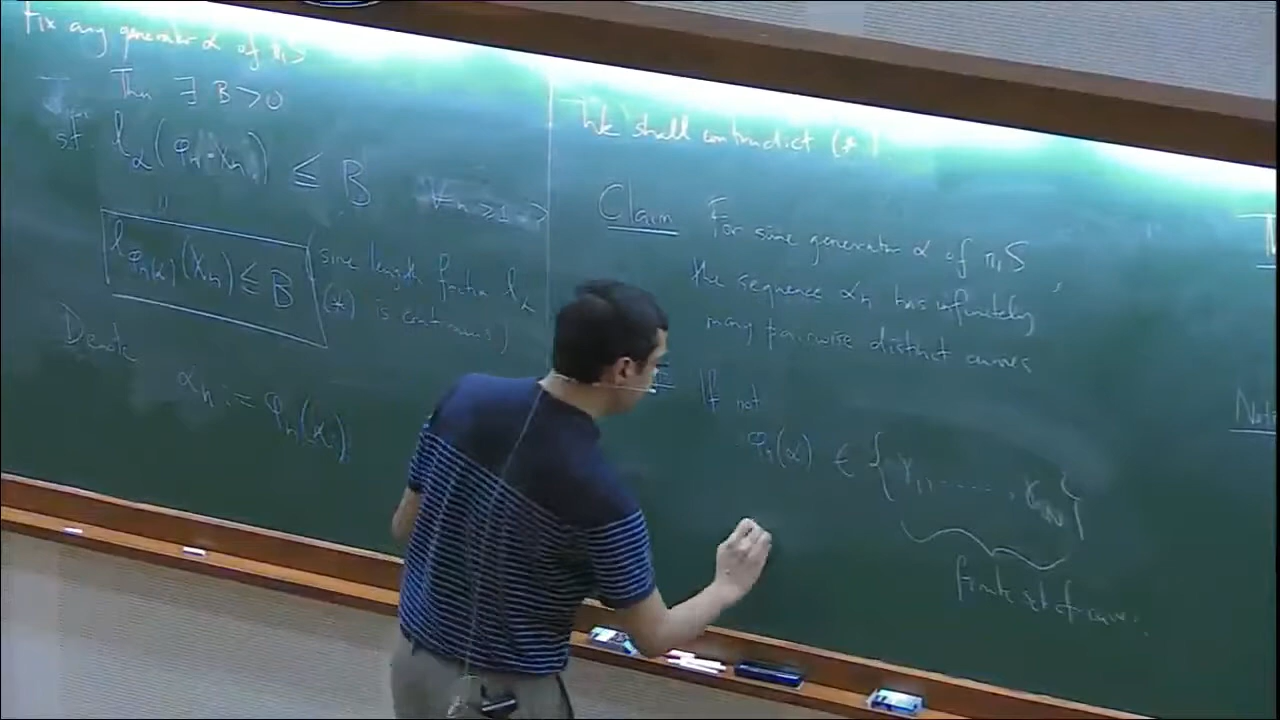 Fix any generator α of π₁S
Then ∃ B > 0
s.t. l_α(φ_n · X_n) ≤ B ∀ n ≥ 1
"
l_{φ_n(α)}(X_n) ≤ B
(*)
(since length function l_α
is continuous)
Denote
α_n := φ_n(α)
shall contradict (*)
Claim For some generator α of π₁S,
the sequence α_n has infinitely
many pairwise distinct curves
If not
φ_n(α) ∈ {γ₁, ..... , γ_N}
finite set of curves.
Not